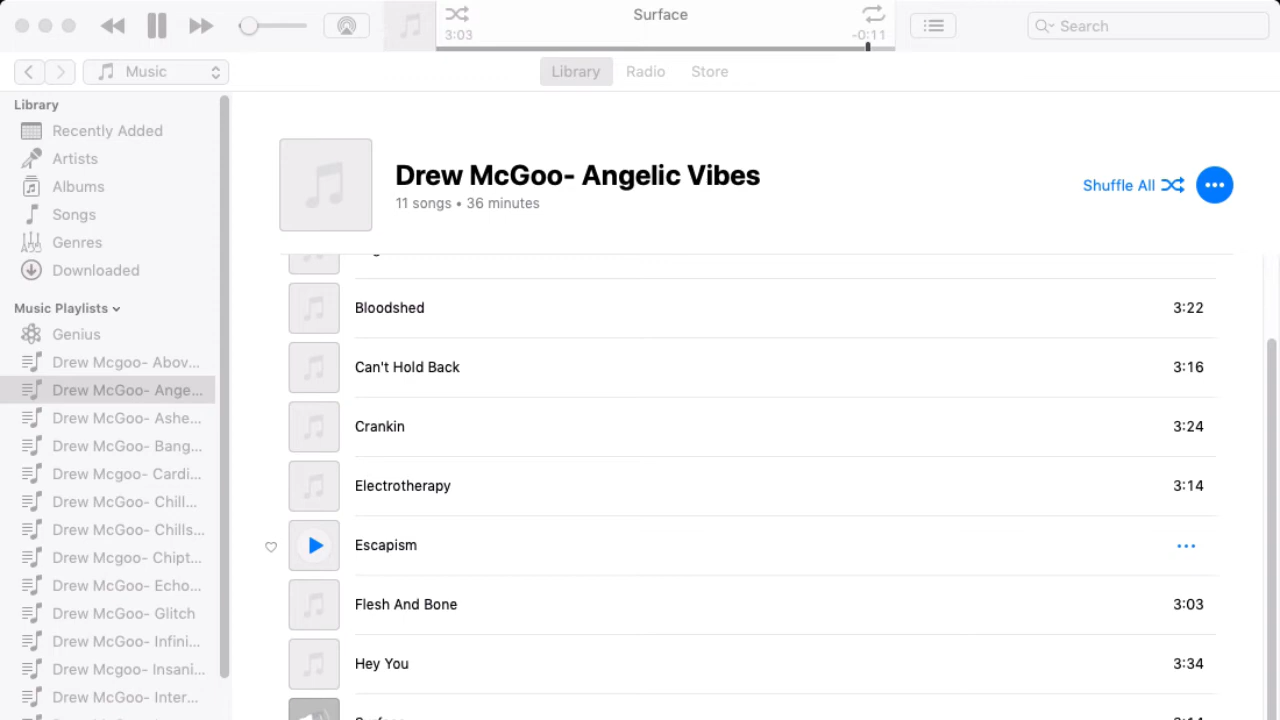 Surface
3:03
-0:11
Search
Music
Library
Radio
Store
Library
Recently Added
Artists
Albums
Songs
Genres
Downloaded
Music Playlists
Genius
Drew Mcgoo- Abov...
Drew McGoo- Ange...
Drew McGoo- Ashe...
Drew McGoo- Bang...
Drew Mcgoo- Cardi...
Drew McGoo- Chill...
Drew McGoo- Chills...
Drew Mcgoo- Chipt...
Drew McGoo- Echo...
Drew McGoo- Glitch
Drew McGoo- Infini...
Drew Mcgoo- Insani...
Drew McGoo- Inter...
Drew McGoo- Angelic Vibes
11 songs • 36 minutes
Shuffle All
Bloodshed 3:22
Can't Hold Back 3:16
Crankin 3:24
Electrotherapy 3:14
Escapism
Flesh And Bone 3:03
Hey You 3:34